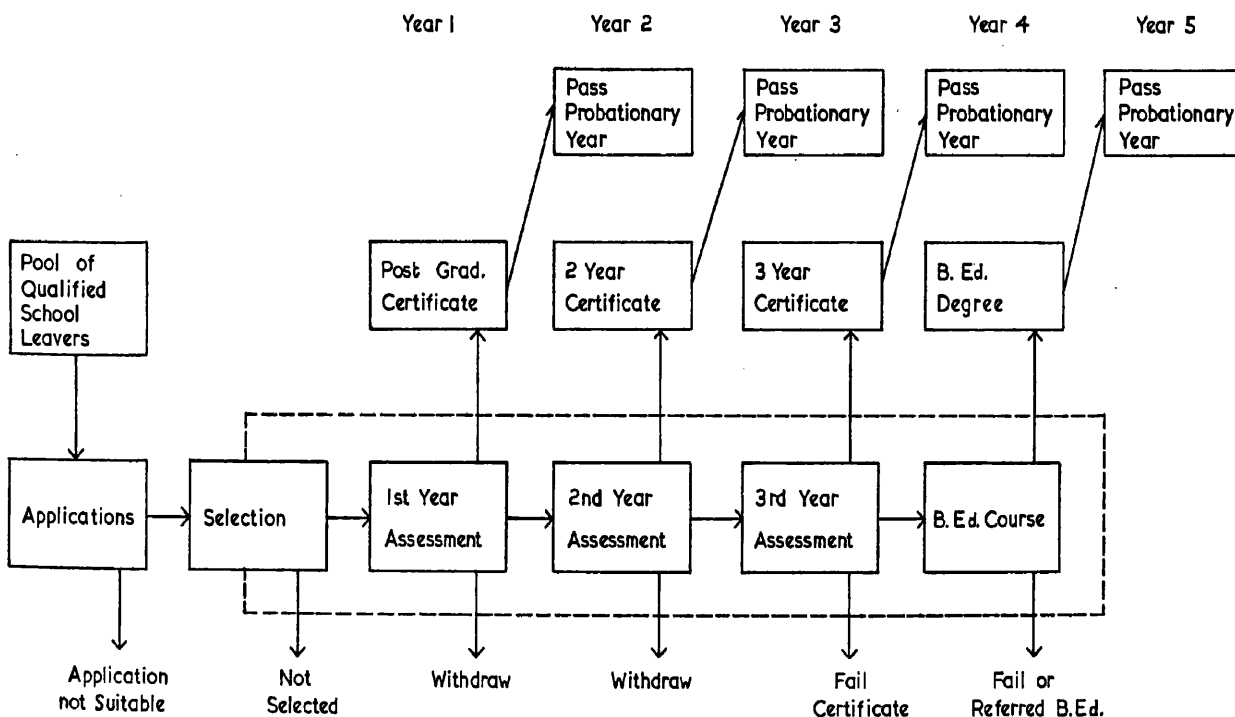 Year 1
Year 2
Year 3
Year 4
Year 5
Pass
Probationary
Year
Pass
Probationary
Year
Pass
Probationary
Year
Pass
Probationary
Year
Pool of
Qualified
School
Leavers
Post Grad.
Certificate
2 Year
Certificate
3 Year
Certificate
B. Ed.
Degree
Applications
Selection
1st Year
Assessment
2nd Year
Assessment
3rd Year
Assessment
B. Ed. Course
Application
not Suitable
Not
Selected
Withdraw
Withdraw
Fail
Certificate
Fail or
Referred B.Ed.